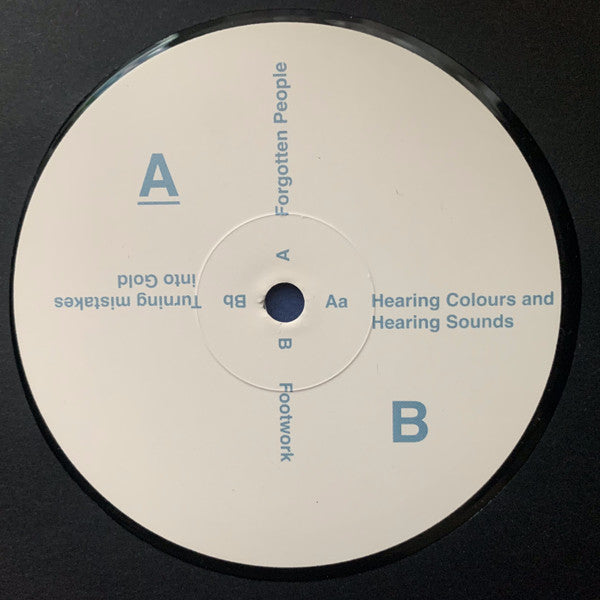 A
A Forgotten People
Aa Hearing Colours and
Hearing Sounds
B
B Footwork
Bb Turning mistakes
into Gold